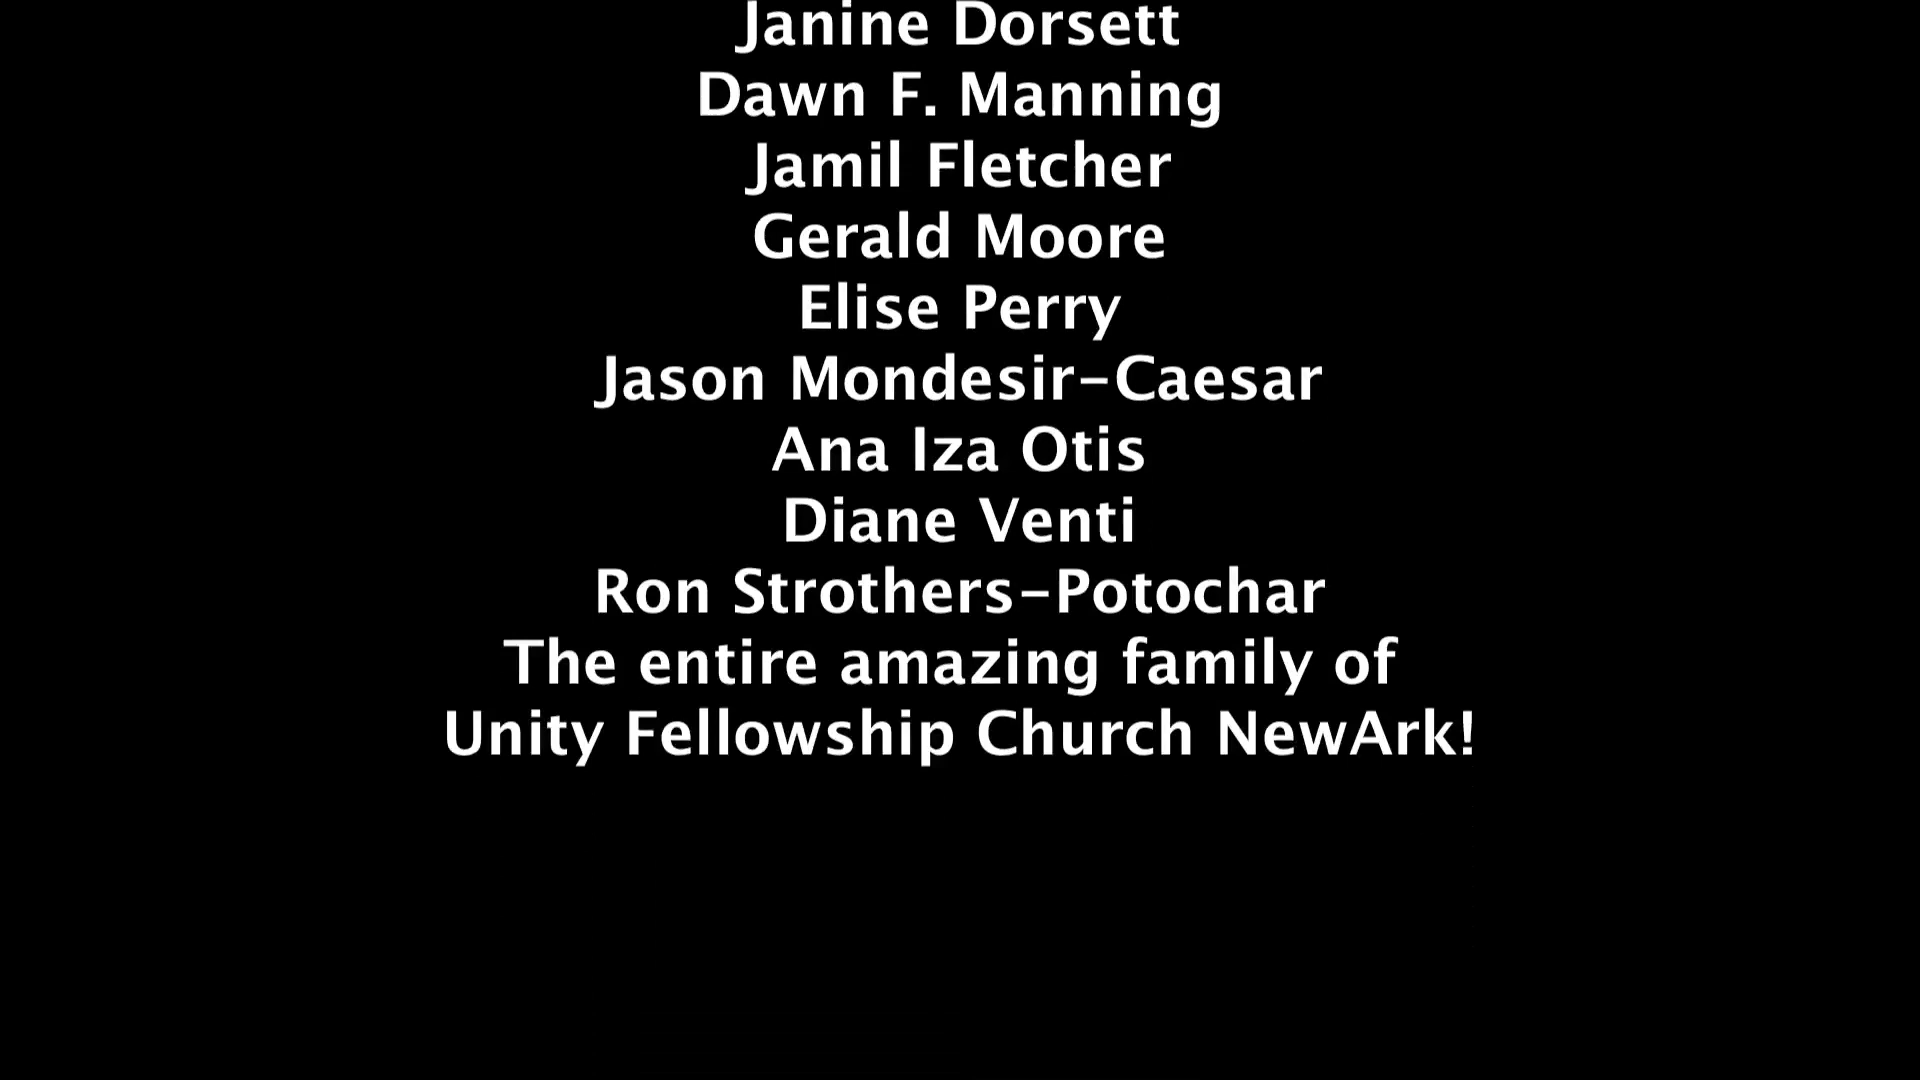 Janine Dorsett
Dawn F. Manning
Jamil Fletcher
Gerald Moore
Elise Perry
Jason Mondesir-Caesar
Ana Iza Otis
Diane Venti
Ron Strothers-Potochar
The entire amazing family of
Unity Fellowship Church NewArk!